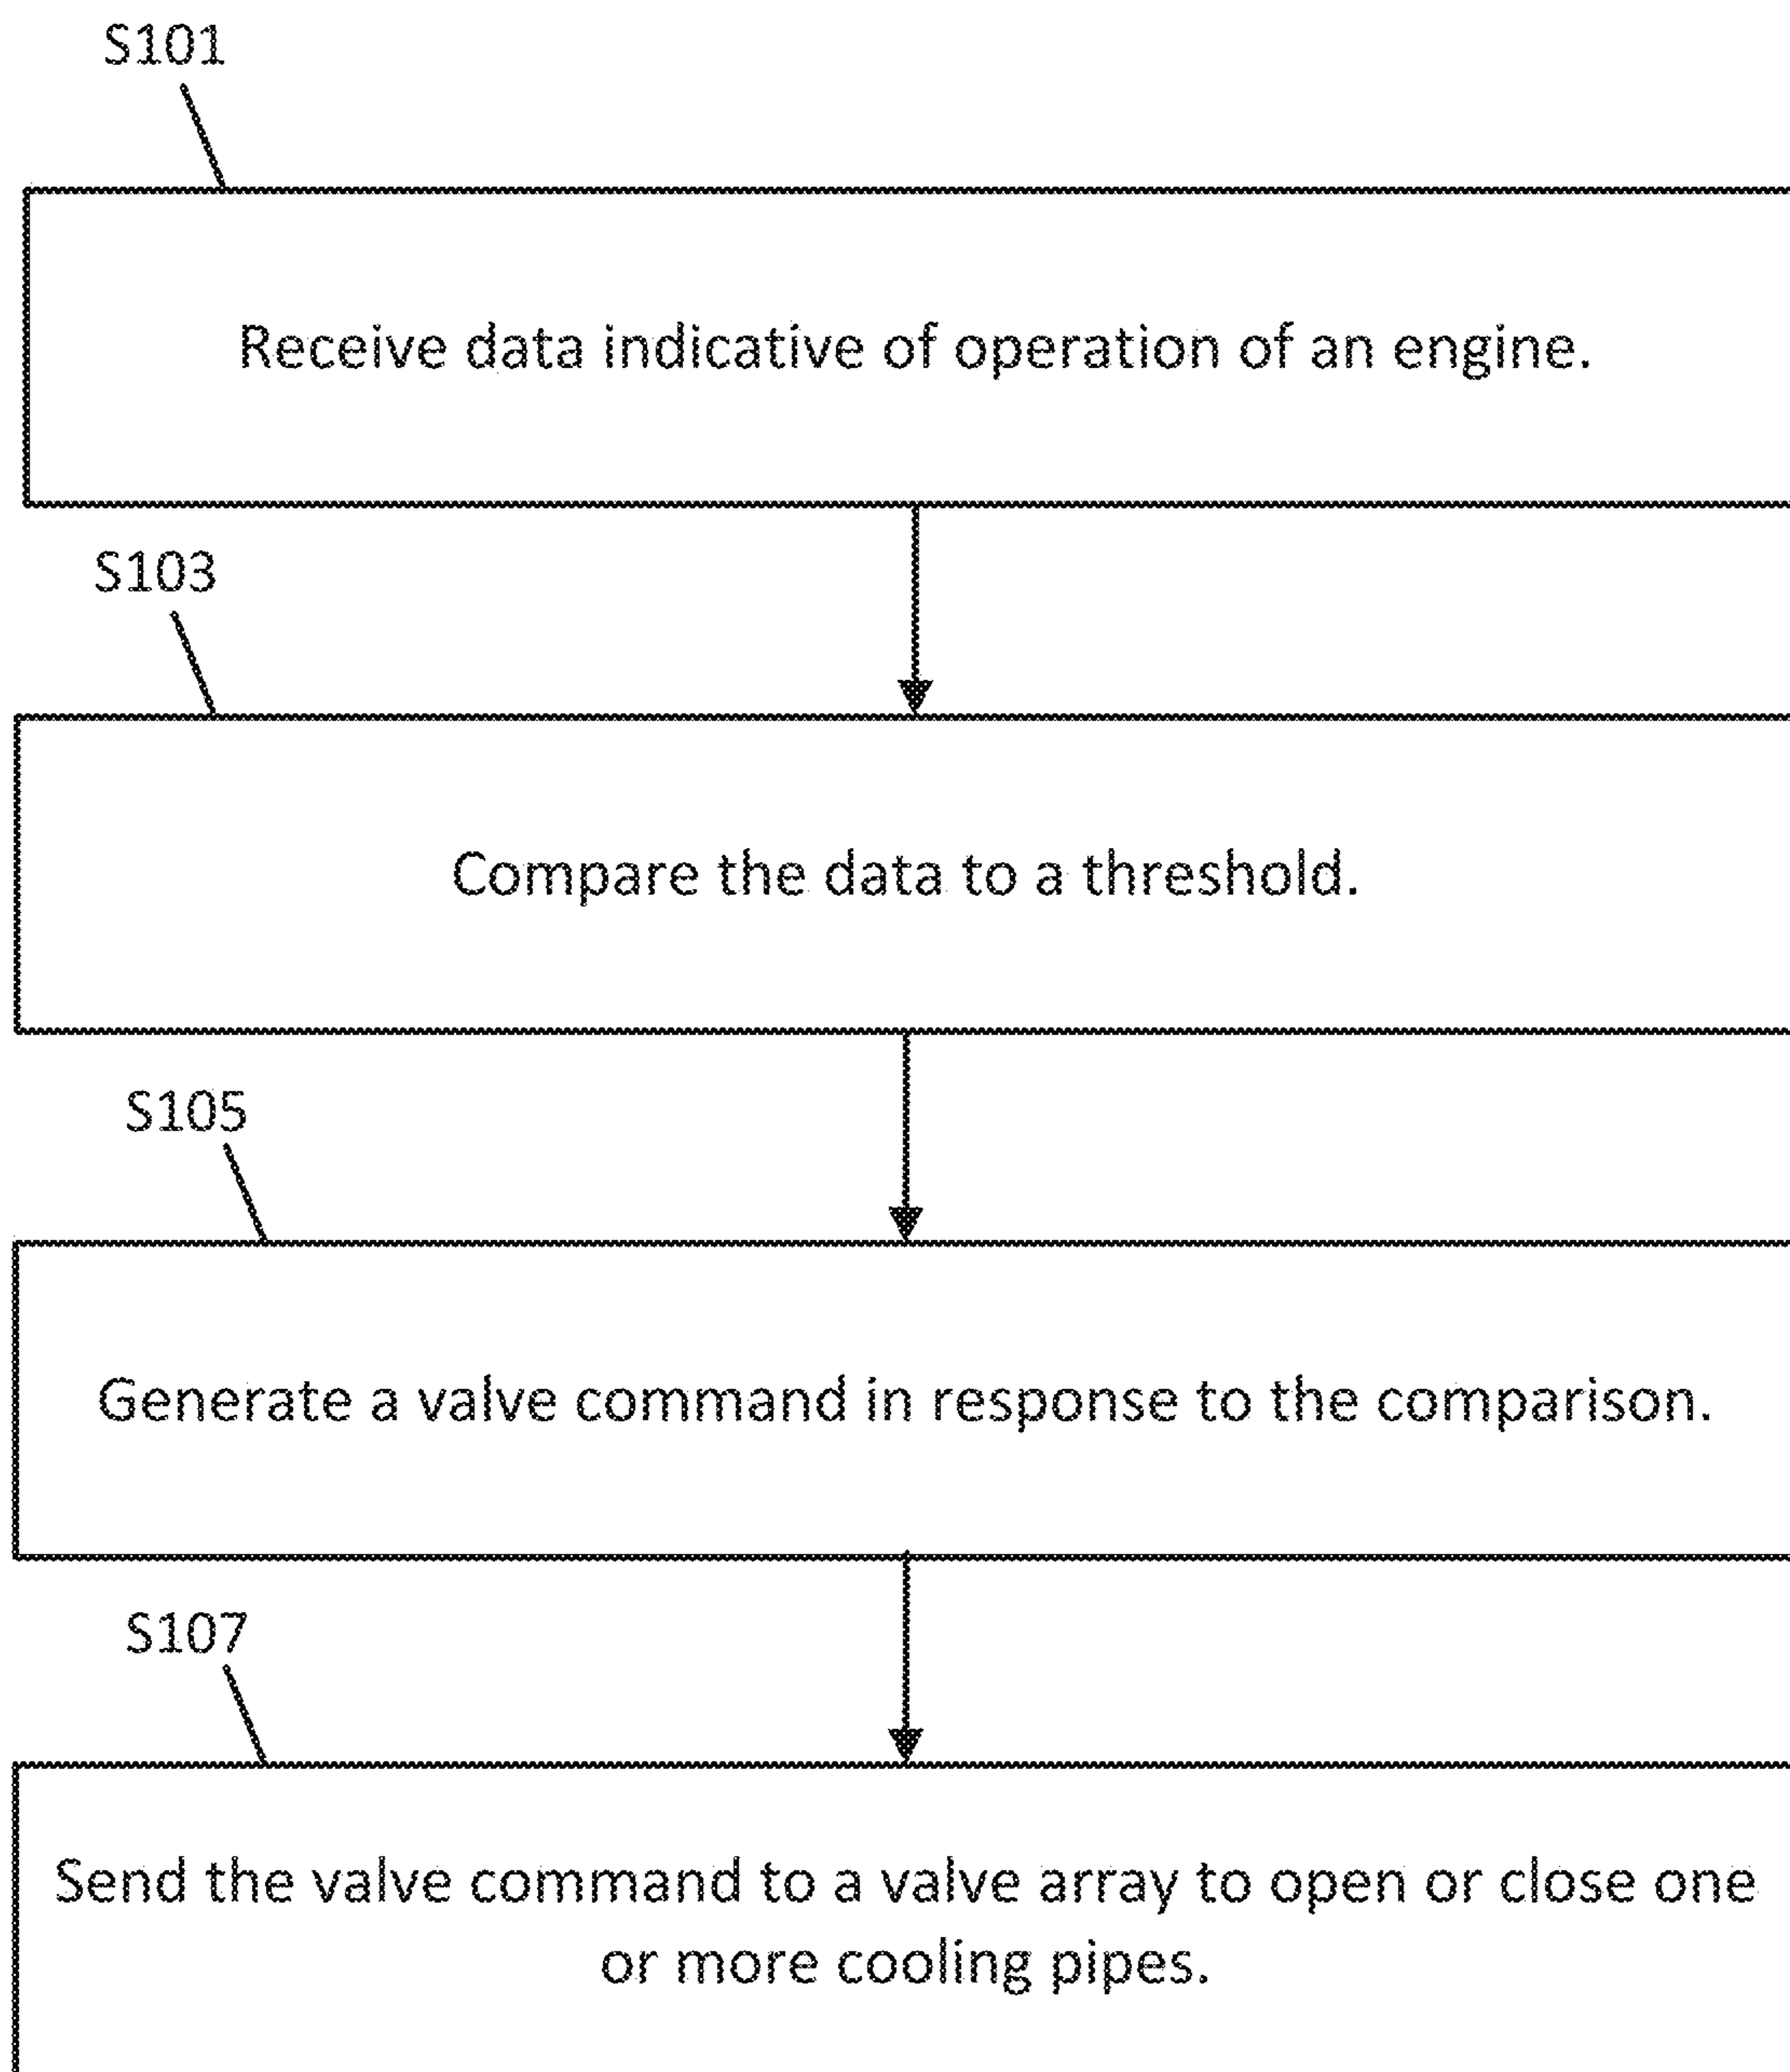 S101
Receive data indicative of operation of an engine.
S103
Compare the data to a threshold.
S105
Generate a valve command in response to the comparison.
S107
Send the valve command to a valve array to open or close one
or more cooling pipes.